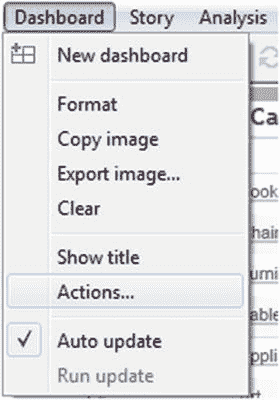 Dashboard Story Analysis
New dashboard
Format
Copy image
Export image...
Clear
Show title
Actions...
Auto update
Run update